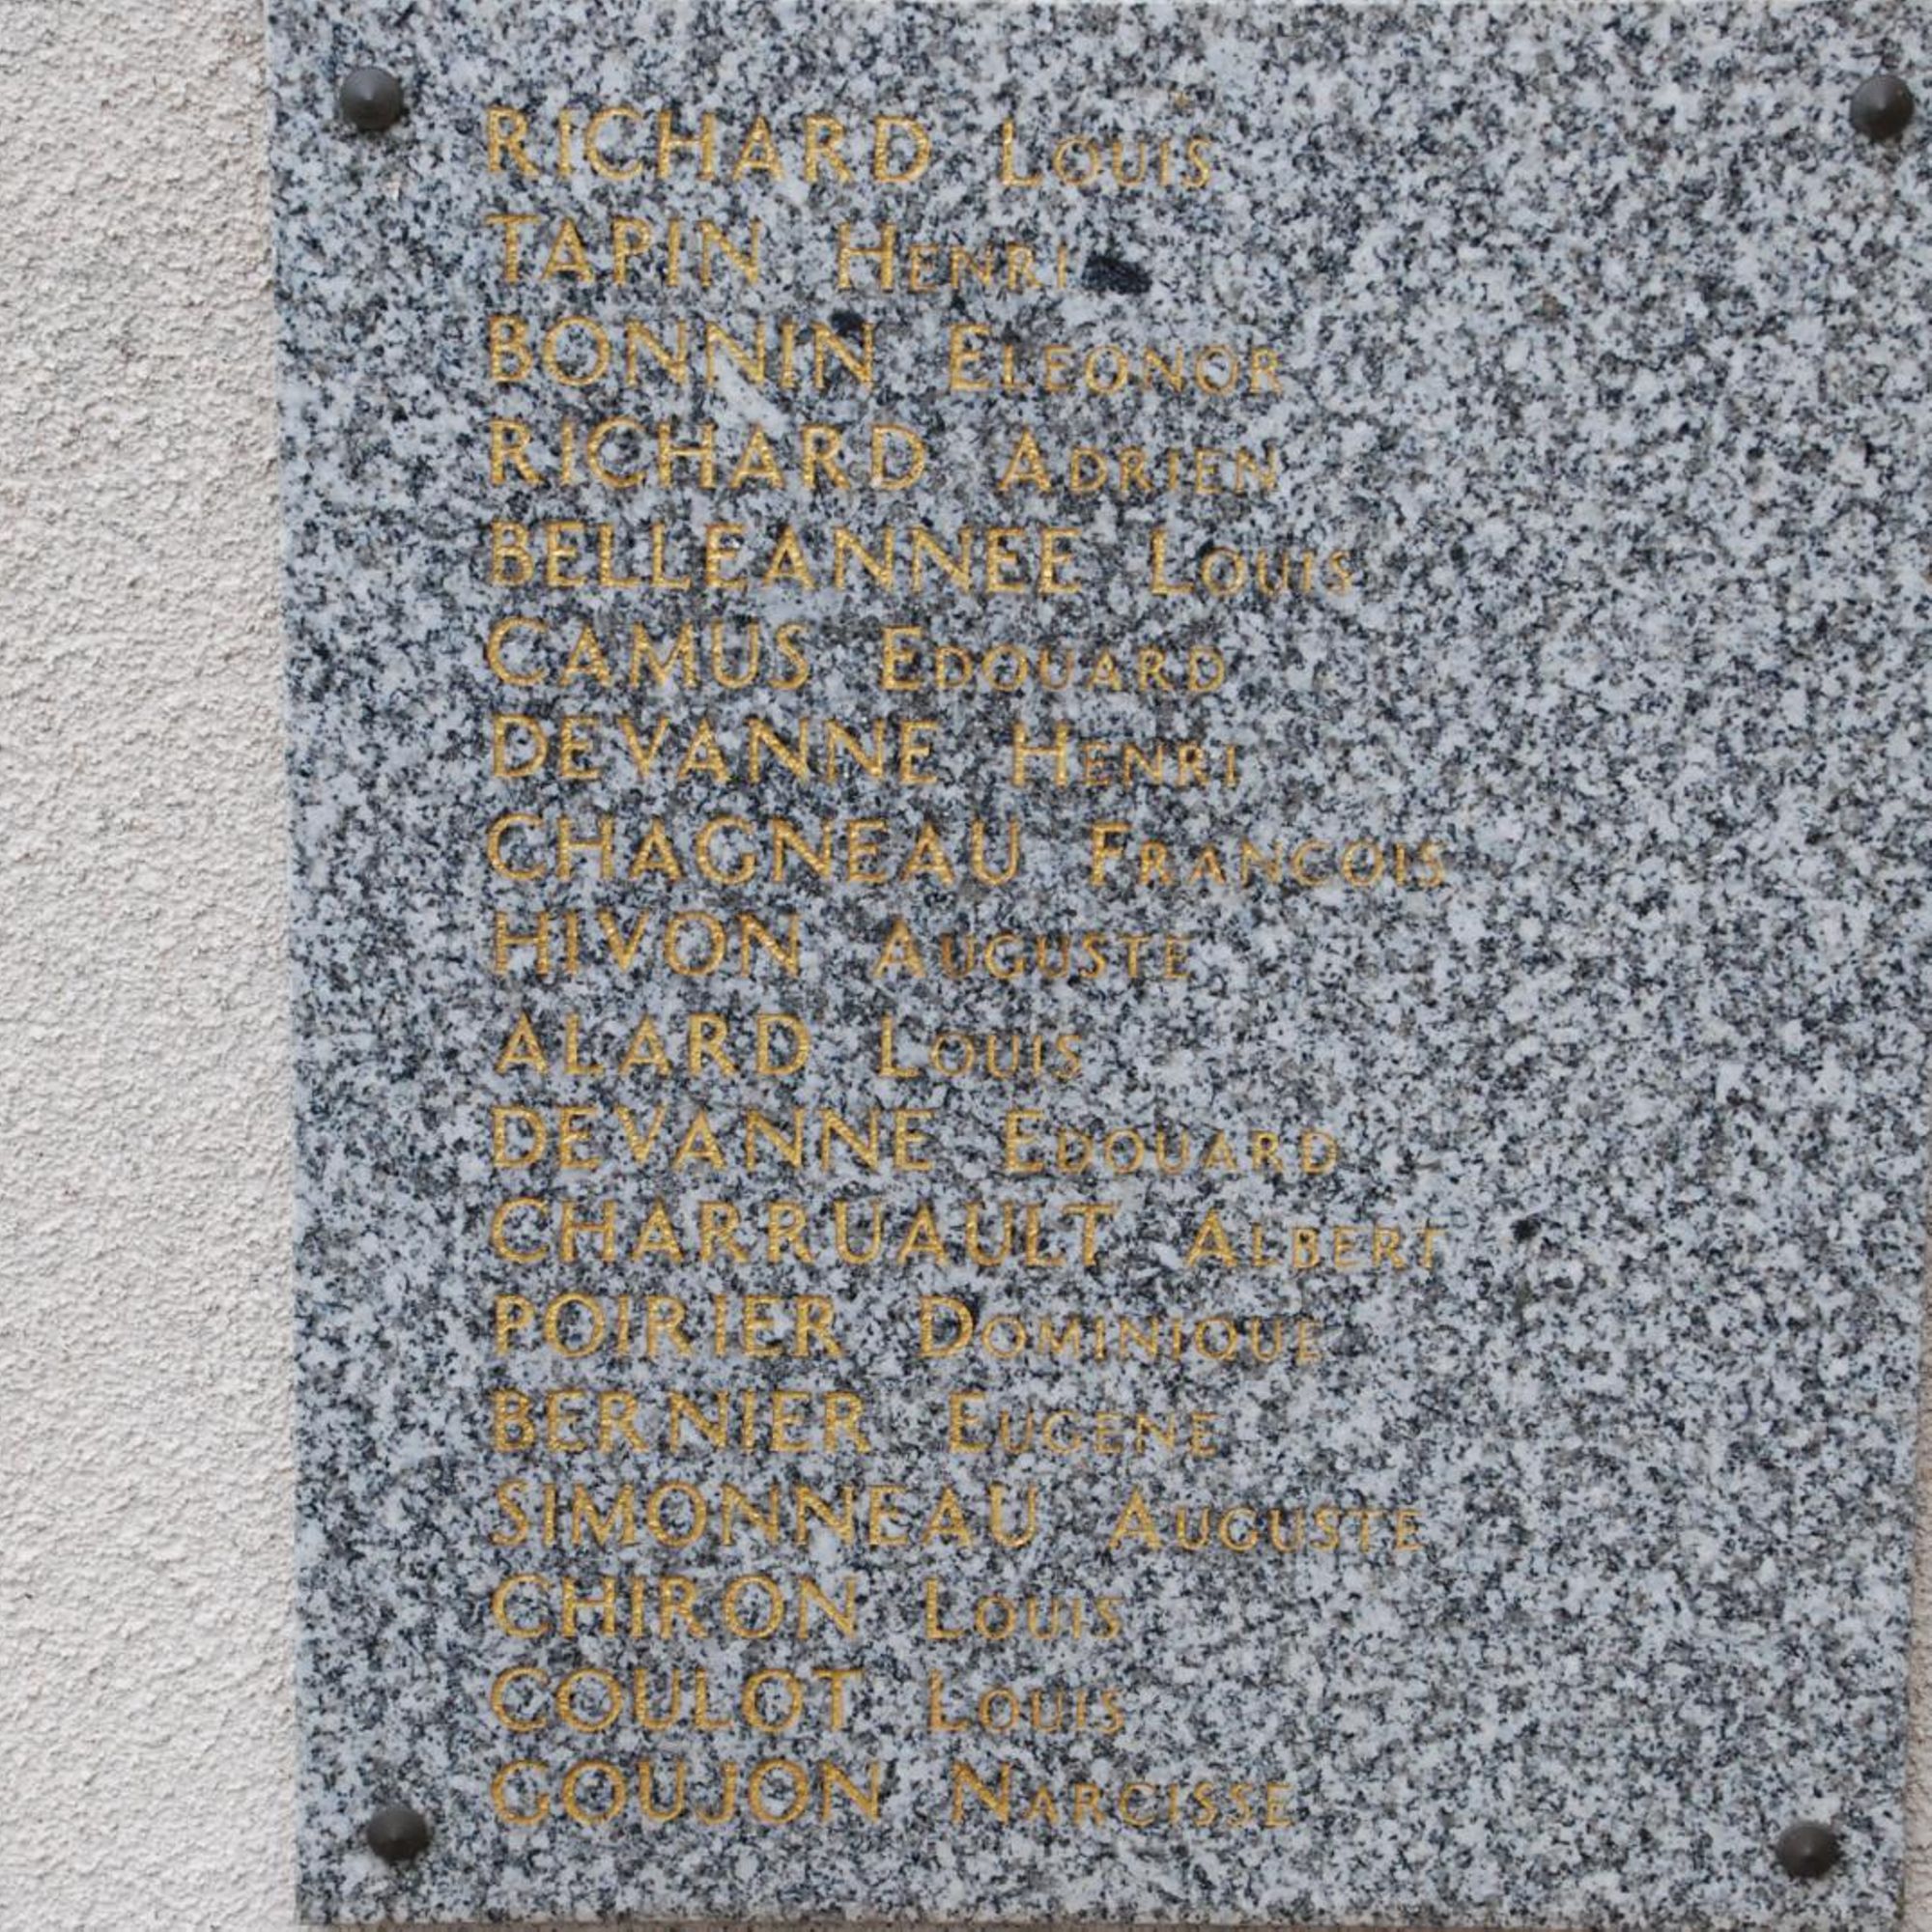 RICHARD LOUIS
TAPIN HENRI
BONNIN ELEONOR
RICHARD ADRIEN
BELLEANNEE LOUIS
CAMUS EDOUARD
DEVANNE HENRI
CHAGNEAU FRANCOIS
HIVON AUGUSTE
ALARD LOUIS
DEVANNE EDOUARD
CHARRUAULT ALBERT
POIRIER DOMINIQUE
BERNIER EUGENE
SIMONNEAU AUGUSTE
CHIRON LOUIS
COULOT LOUIS
GOUJON NARCISSE